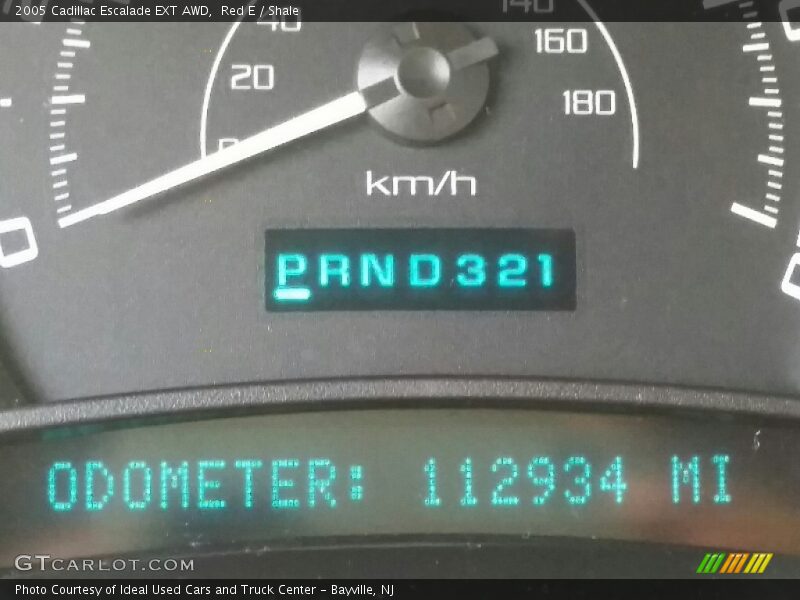 2005 Cadillac Escalade EXT AWD,  Red E / Shale
40
140
160
20
180
0
km/h
0
PRND321
ODOMETER: 112934 MI
GTCARLOT.COM
Photo Courtesy of Ideal Used Cars and Truck Center - Bayville, NJ